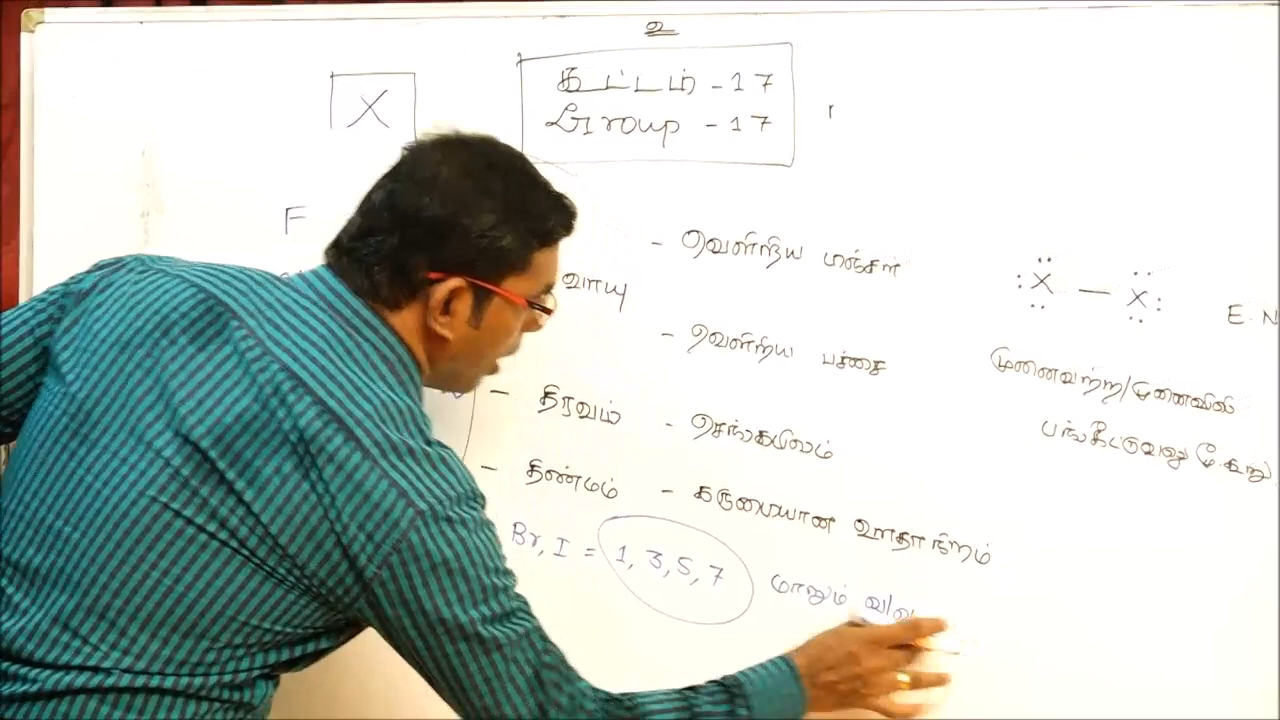 உ
கூட்டம் - 17
Group - 17
X
F
- வெளிறிய மஞ்சள்
வாயு
- வெளிறிய பச்சை
- திரவம் - செங்கபிலம்
- திண்மம் - கருமையான ஊதா நிறம்
Br, I = 1, 3, 5, 7 மாறும் வ/வ
X — X
E. N
முனைவற்ற/முனைவில்
பங்கீட்டுவலு மூ.கூறு